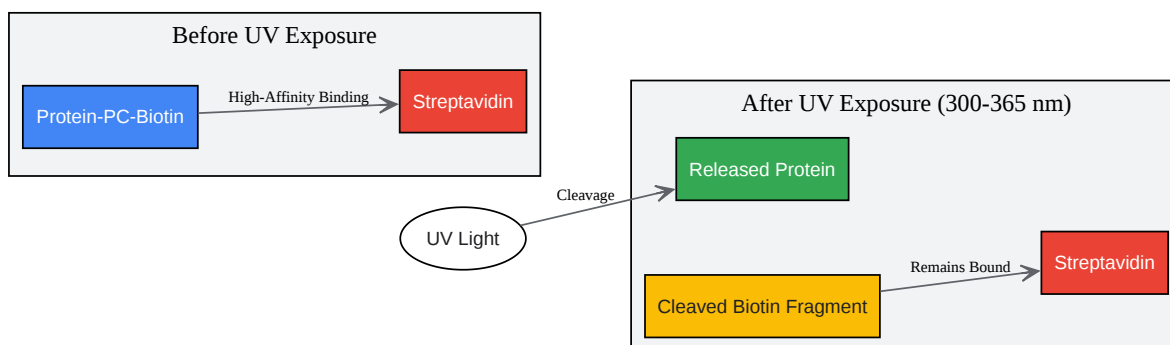 Before UV Exposure
Protein-PC-Biotin
High-Affinity Binding
Streptavidin
After UV Exposure (300-365 nm)
Released Protein
Cleavage
UV Light
Cleaved Biotin Fragment
Remains Bound
Streptavidin